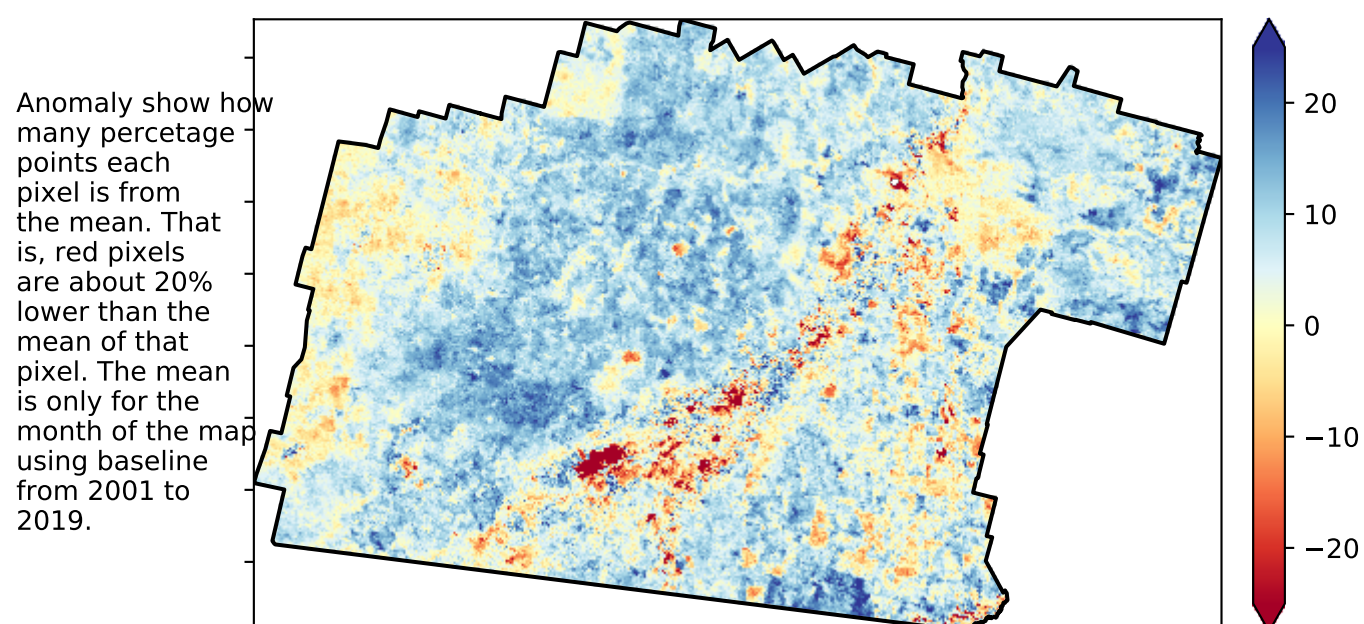 Anomaly show how
many percetage
points each
pixel is from
the mean. That
is, red pixels
are about 20%
lower than the
mean of that
pixel. The mean
is only for the
month of the map
using baseline
from 2001 to
2019.
20
10
0
−10
−20